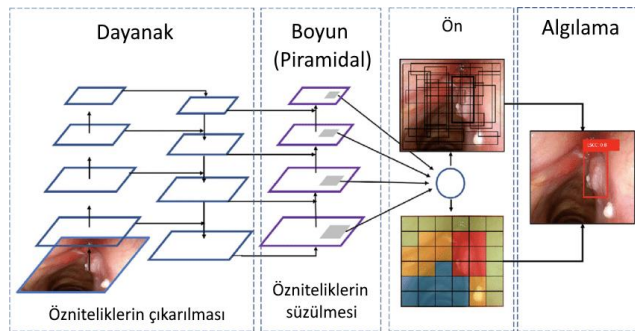 Dayanak
Boyun
(Piramidal)
Ön
Algılama
Özniteliklerin çıkarılması
Özniteliklerin
süzülmesi